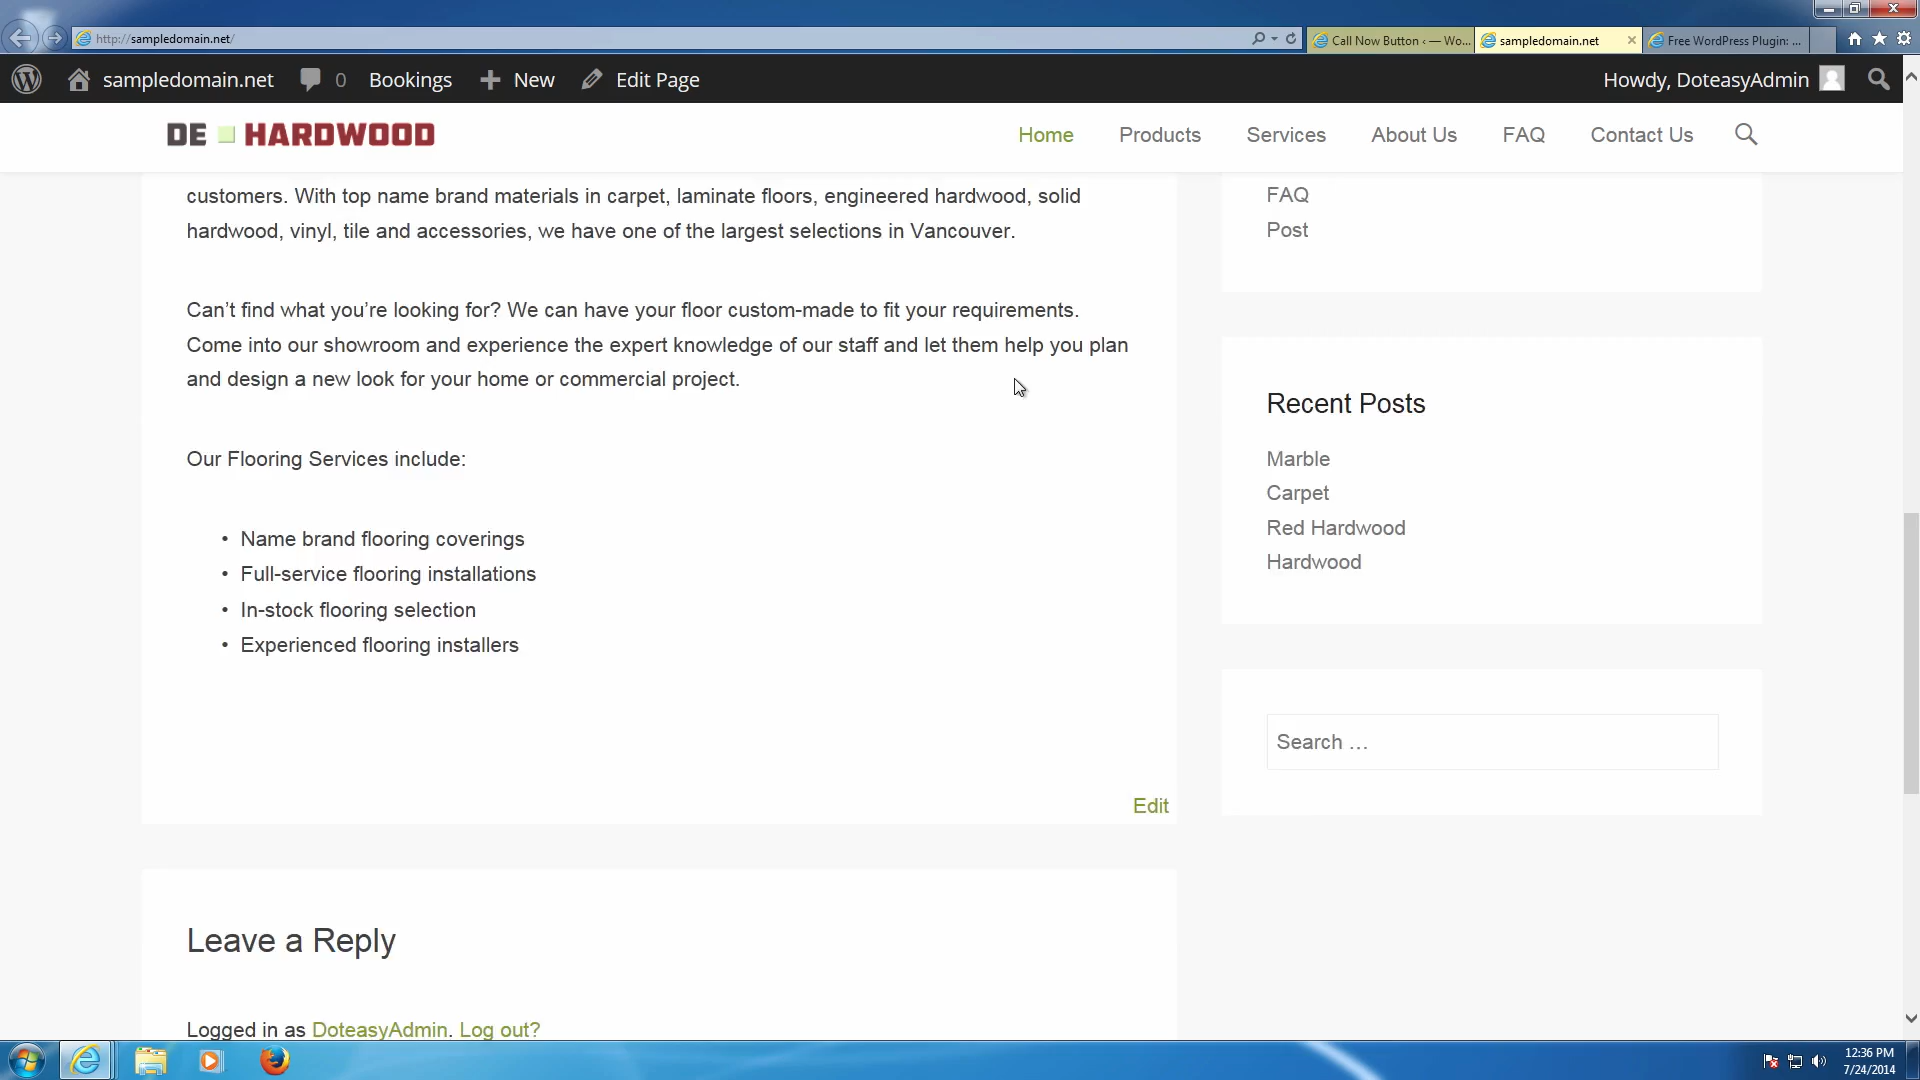 http://sampledomain.net/
Call Now Button ‹ — Wo...
sampledomain.net
Free WordPress Plugin: ...
sampledomain.net
0
Bookings
New
Edit Page
Howdy, DoteasyAdmin
DE HARDWOOD
Home
Products
Services
About Us
FAQ
Contact Us
customers. With top name brand materials in carpet, laminate floors, engineered hardwood, solid
hardwood, vinyl, tile and accessories, we have one of the largest selections in Vancouver.
Can’t find what you’re looking for? We can have your floor custom-made to fit your requirements.
Come into our showroom and experience the expert knowledge of our staff and let them help you plan
and design a new look for your home or commercial project.
Our Flooring Services include:
• Name brand flooring coverings
• Full-service flooring installations
• In-stock flooring selection
• Experienced flooring installers
Edit
Leave a Reply
Logged in as DoteasyAdmin. Log out?
FAQ
Post
Recent Posts
Marble
Carpet
Red Hardwood
Hardwood
Search …
12:36 PM
7/24/2014